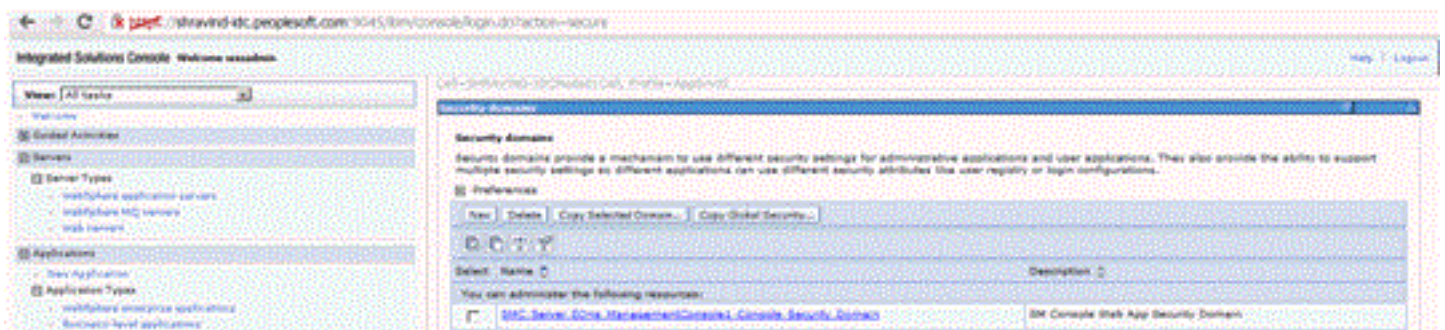 https://shravind-idc.peoplesoft.com:9045/ibm/console/login.do?action=secure
Integrated Solutions Console Welcome wasadmin
Help | Logout
View: All tasks
Welcome
Guided Activities
Servers
Server Types
WebSphere application servers
WebSphere MQ servers
Web servers
Applications
New Application
Application Types
WebSphere enterprise applications
Business-level applications
Security domains
Security domains
Security domains provide a mechanism to use different security settings for administrative applications and user applications. They also provide the ability to support
multiple security settings so different applications can use different security attributes like user registry or login configurations.
Preferences
New Delete Copy Selected Domain... Copy Global Security...
Select Name Description
You can administer the following resources:
Console Security Domain
SM Console Web App Security Domain